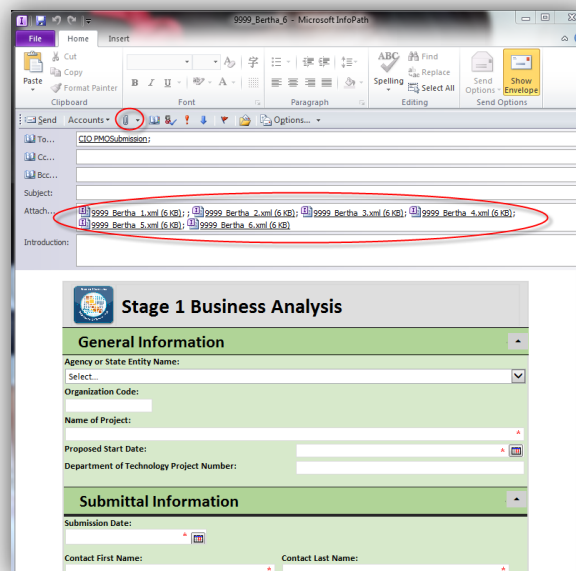 9999_Bertha_6 - Microsoft InfoPath
File Home Insert
Paste
Cut
Copy
Format Painter
Clipboard
B I U A
Font
Paragraph
ABC
Spelling
Find
Replace
Select All
Editing
Send Options
Show Envelope
Send Options
Send Accounts Options...
To... CIO PMOSubmission;
Cc...
Bcc...
Subject:
Attach... 9999_Bertha_1.xml (6 KB); ; 9999_Bertha_2.xml (6 KB); 9999_Bertha_3.xml (6 KB); 9999_Bertha_4.xml (6 KB);
9999_Bertha_5.xml (6 KB); 9999_Bertha_6.xml (6 KB)
Introduction:
Stage 1 Business Analysis
General Information
Agency or State Entity Name:
Select...
Organization Code:
Name of Project:
*
Proposed Start Date: *
Department of Technology Project Number:
Submittal Information
Submission Date:
*
Contact First Name: Contact Last Name:
* *